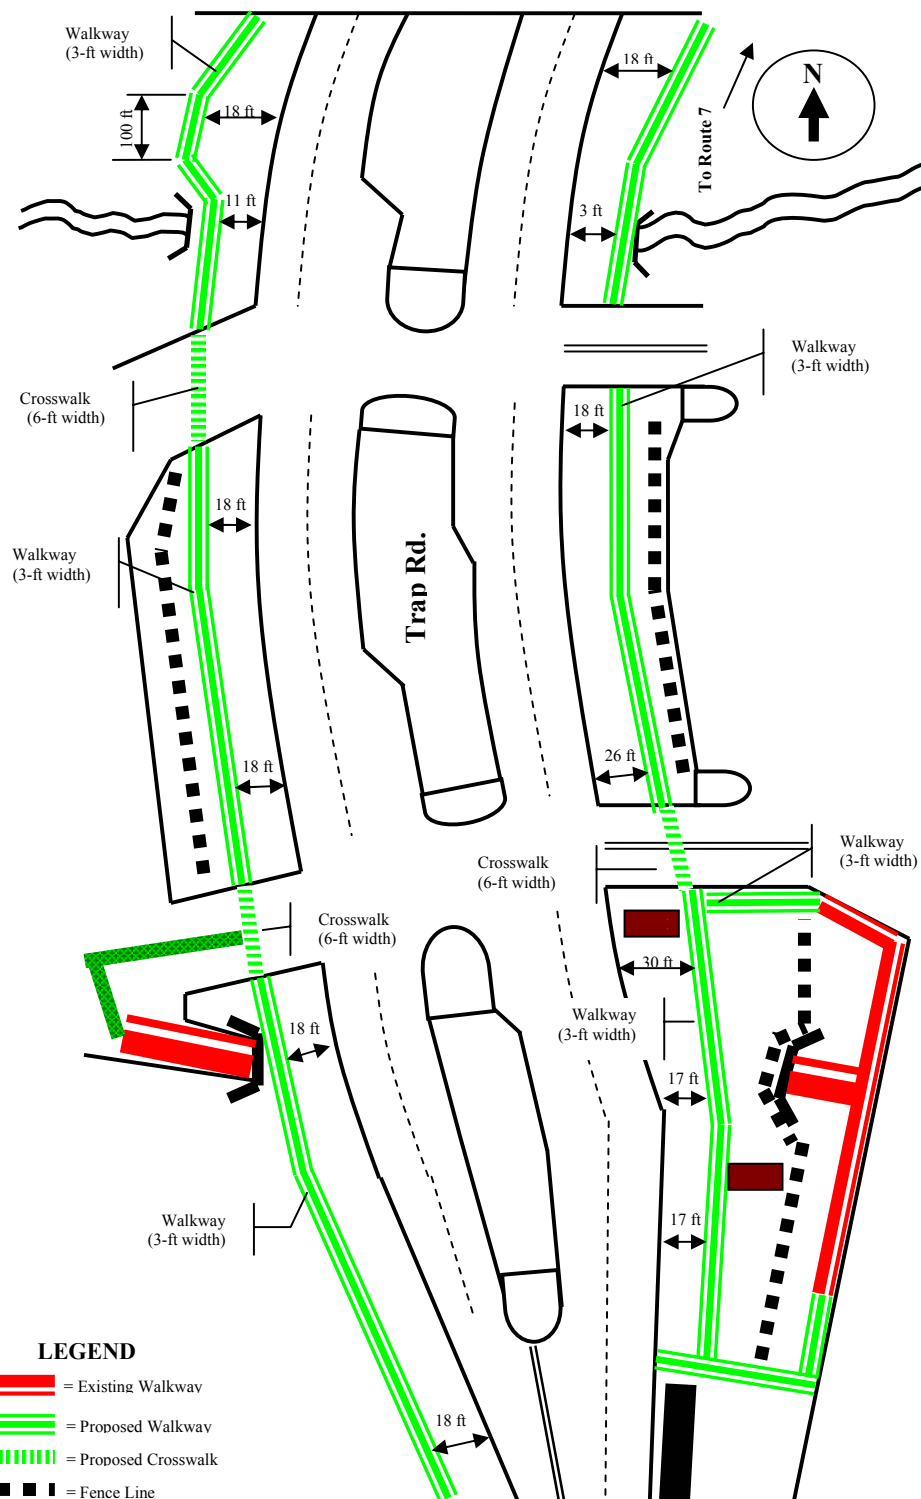 Walkway
(3-ft width)
18 ft
N
To Route 7
100 ft
18 ft
11 ft
3 ft
Walkway
(3-ft width)
Crosswalk
(6-ft width)
18 ft
18 ft
Trap Rd.
Walkway
(3-ft width)
18 ft
26 ft
Walkway
(3-ft width)
Crosswalk
(6-ft width)
Crosswalk
(6-ft width)
30 ft
Walkway
(3-ft width)
18 ft
17 ft
Walkway
(3-ft width)
17 ft
LEGEND
= Existing Walkway
= Proposed Walkway
18 ft
= Proposed Crosswalk
= Fence Line